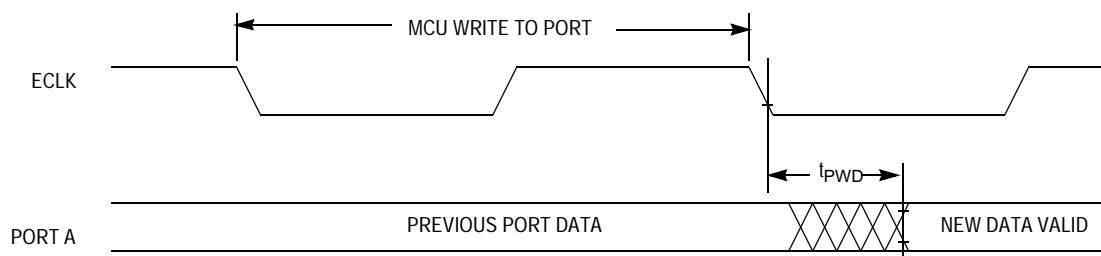 MCU WRITE TO PORT
ECLK
tPWD
PREVIOUS PORT DATA
NEW DATA VALID
PORT A